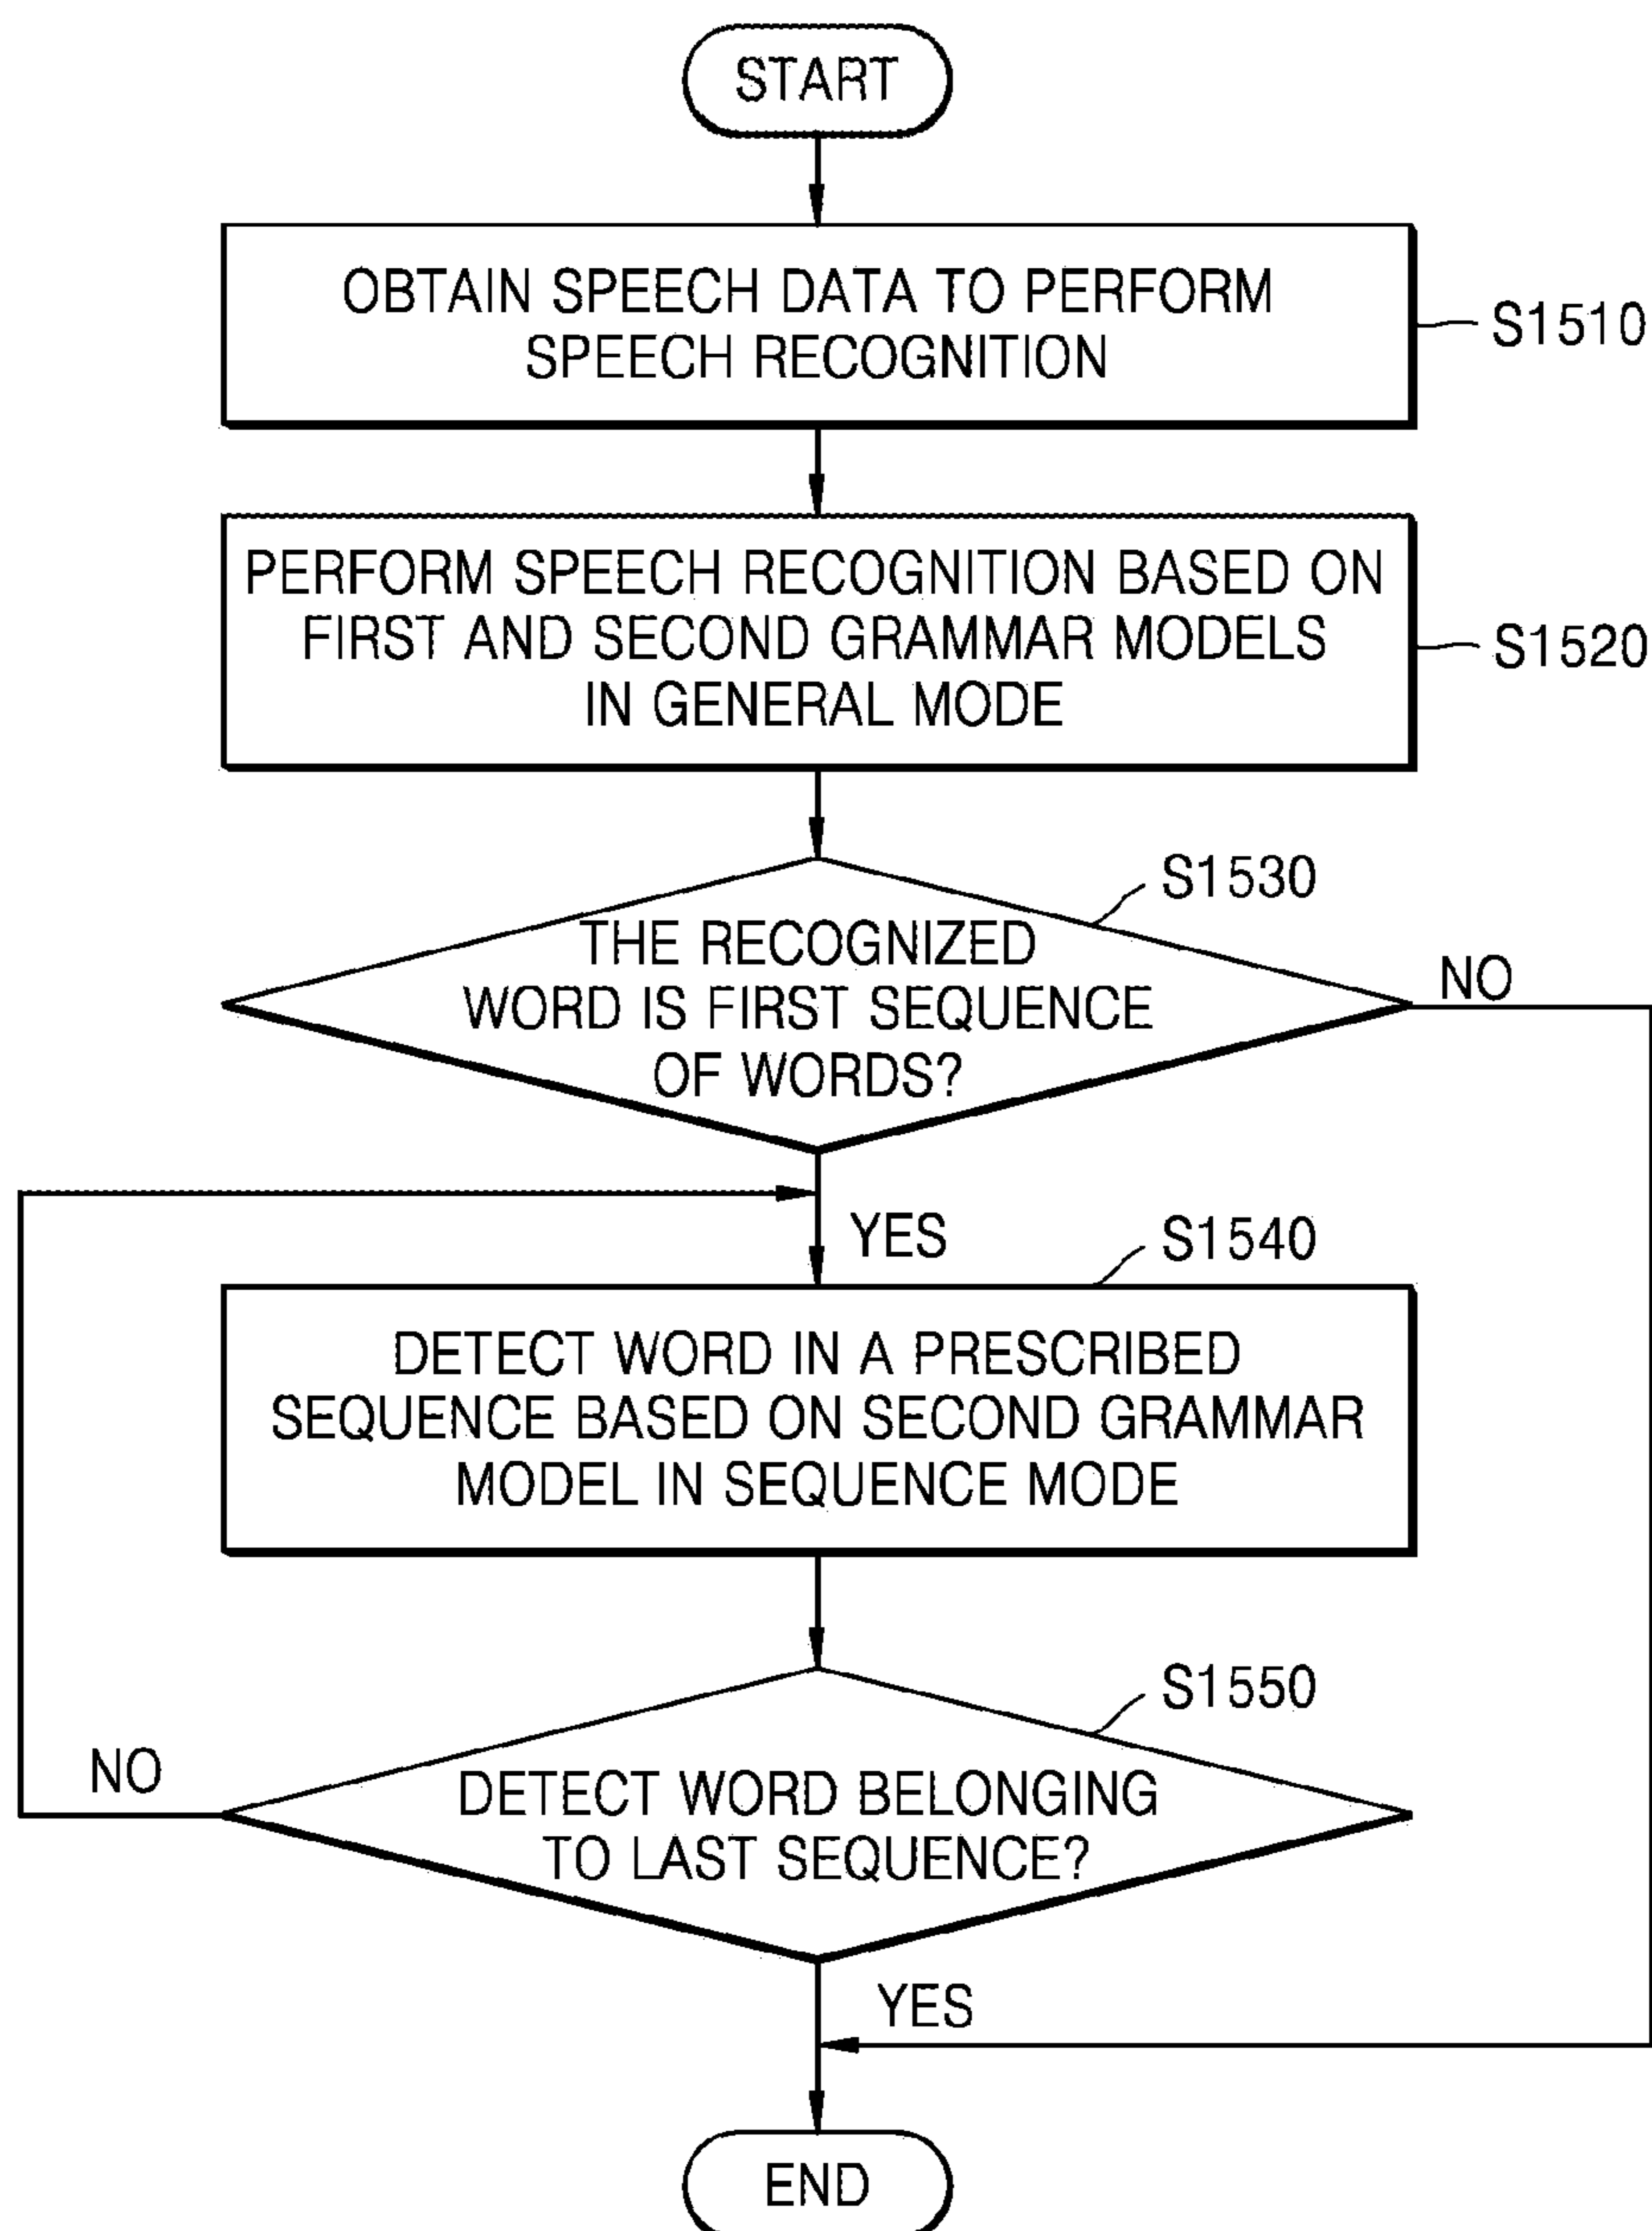 START
OBTAIN SPEECH DATA TO PERFORM
SPEECH RECOGNITION
S1510
PERFORM SPEECH RECOGNITION BASED ON
FIRST AND SECOND GRAMMAR MODELS
IN GENERAL MODE
S1520
S1530
THE RECOGNIZED
WORD IS FIRST SEQUENCE
OF WORDS?
NO
YES
S1540
DETECT WORD IN A PRESCRIBED
SEQUENCE BASED ON SECOND GRAMMAR
MODEL IN SEQUENCE MODE
S1550
NO
DETECT WORD BELONGING
TO LAST SEQUENCE?
YES
END